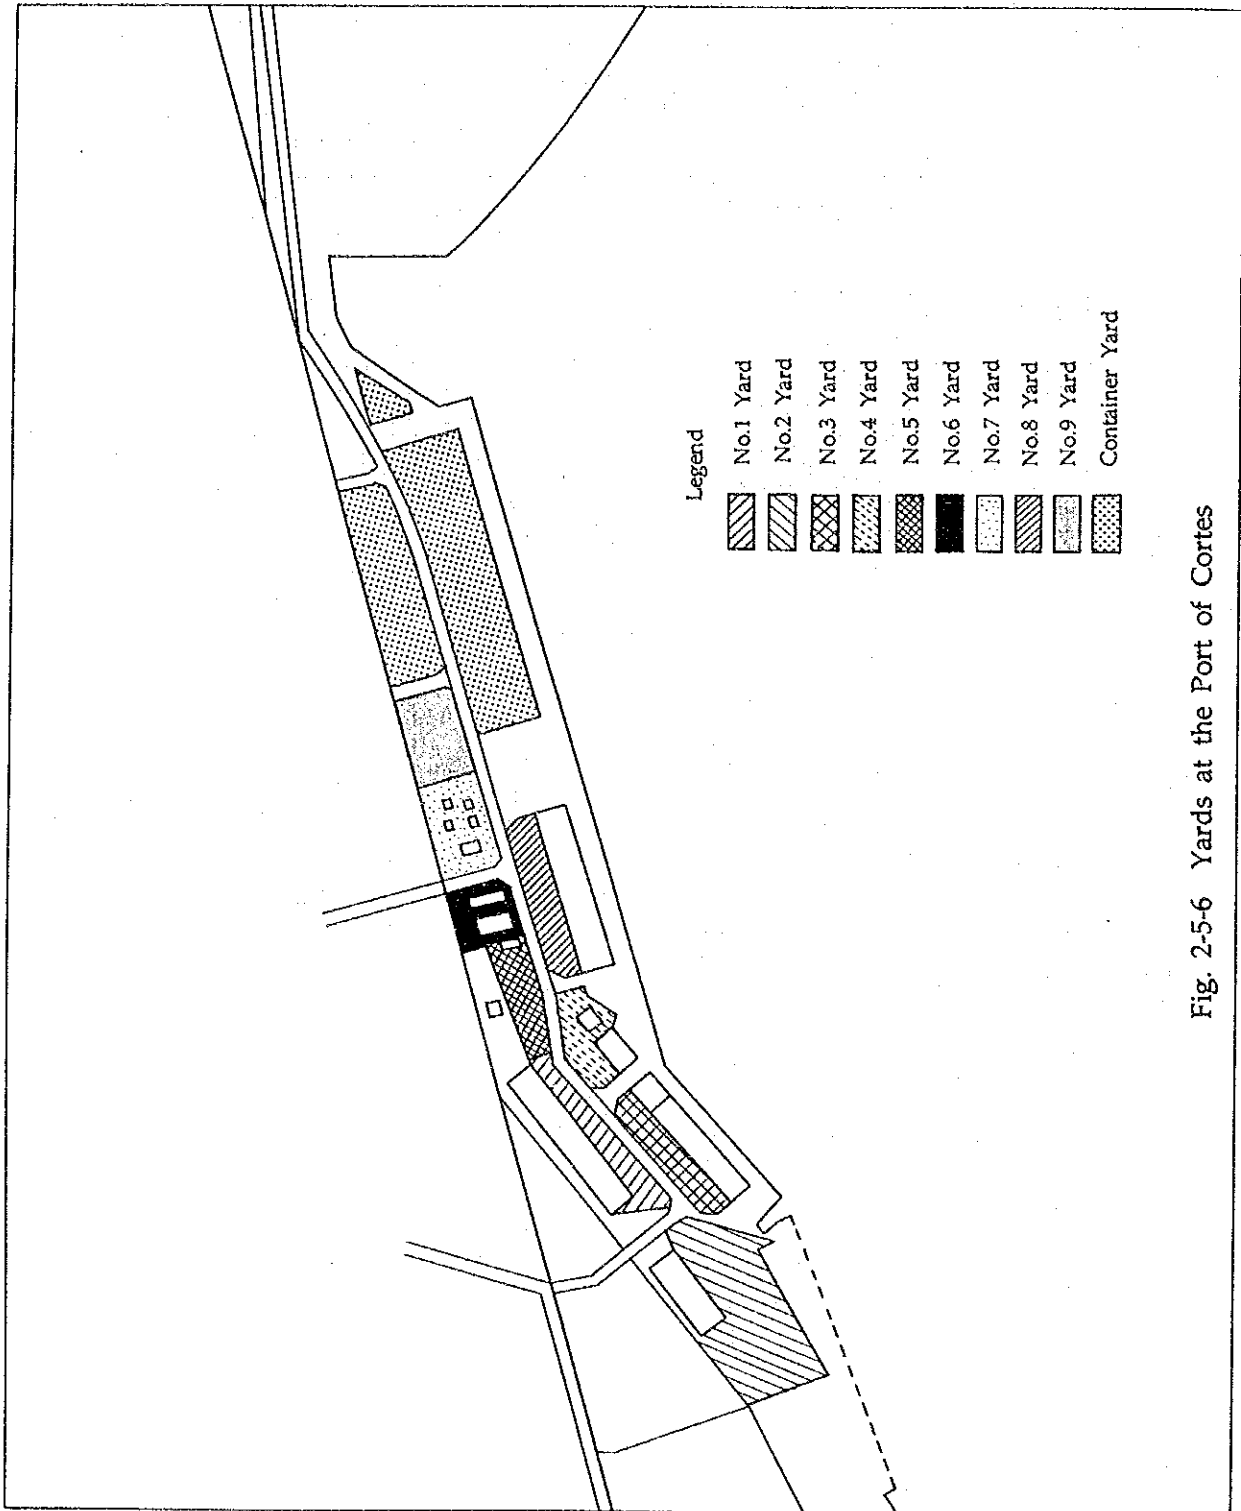 Legend
No.1 Yard
No.2 Yard
No.3 Yard
No.4 Yard
No.5 Yard
No.6 Yard
No.7 Yard
No.8 Yard
No.9 Yard
Container Yard
Fig. 2-5-6 Yards at the Port of Cortes